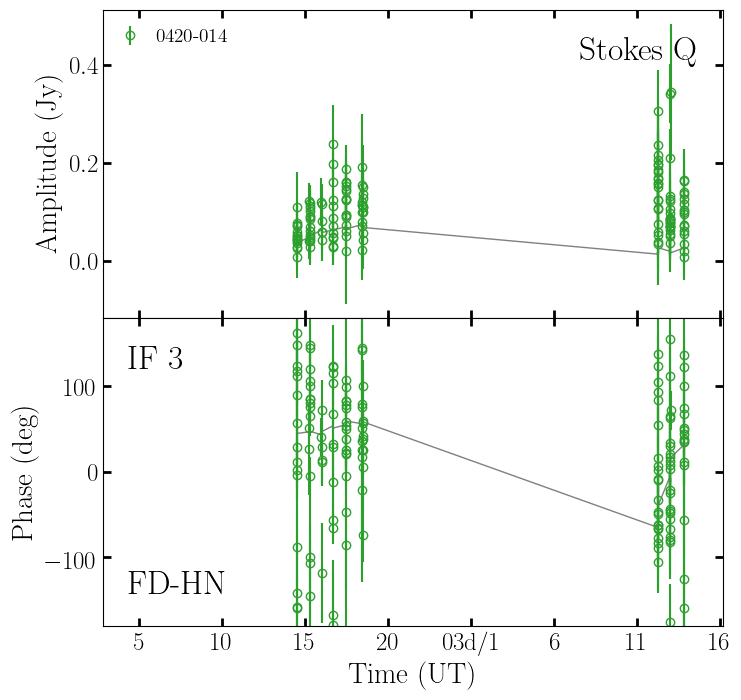 0420-014
Stokes Q
Amplitude (Jy)
0.4
0.2
0.0
IF 3
Phase (deg)
100
0
−100
FD-HN
5 10 15 20 03d/1 6 11 16
Time (UT)